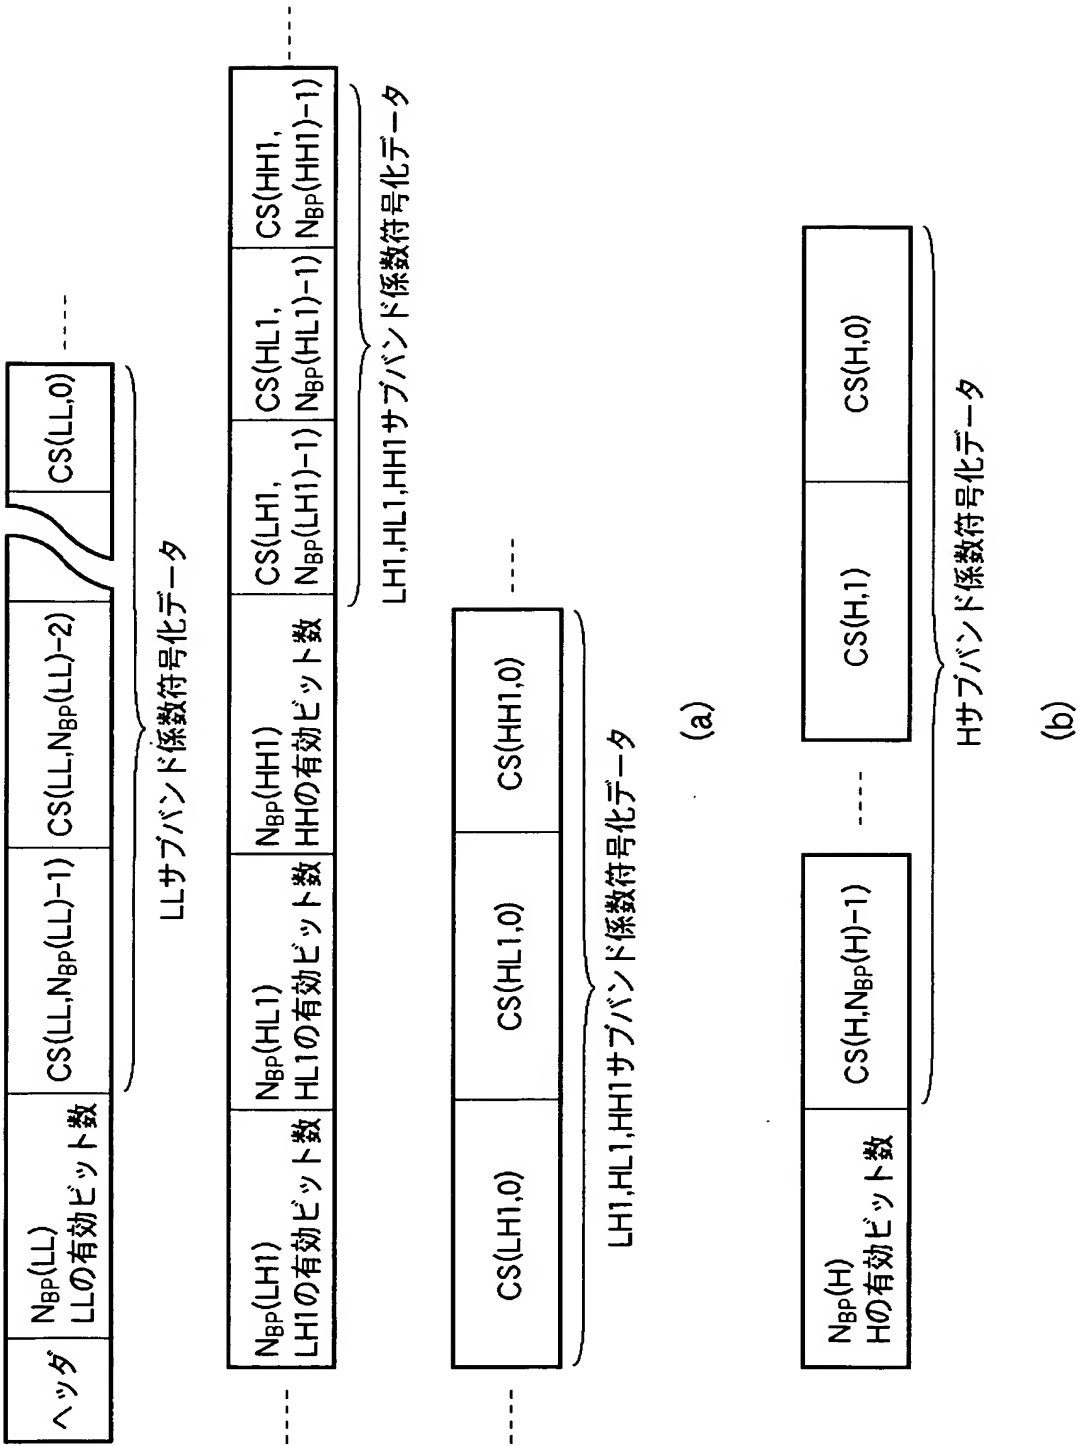 ヘッダ
N_BP(LL)
LLの有効ビット数
CS(LL,N_BP(LL)-1)
CS(LL,N_BP(LL)-2)
CS(LL,0)
LLサブバンド係数符号化データ
N_BP(LH1)
LH1の有効ビット数
N_BP(HL1)
HL1の有効ビット数
N_BP(HH1)
HHの有効ビット数
CS(LH1,
N_BP(LH1)-1)
CS(HL1,
N_BP(HL1)-1)
CS(HH1,
N_BP(HH1)-1)
LH1,HL1,HH1サブバンド係数符号化データ
CS(LH1,0)
CS(HL1,0)
CS(HH1,0)
LH1,HL1,HH1サブバンド係数符号化データ
(a)
N_BP(H)
Hの有効ビット数
CS(H,N_BP(H)-1)
CS(H,1)
CS(H,0)
Hサブバンド係数符号化データ
(b)